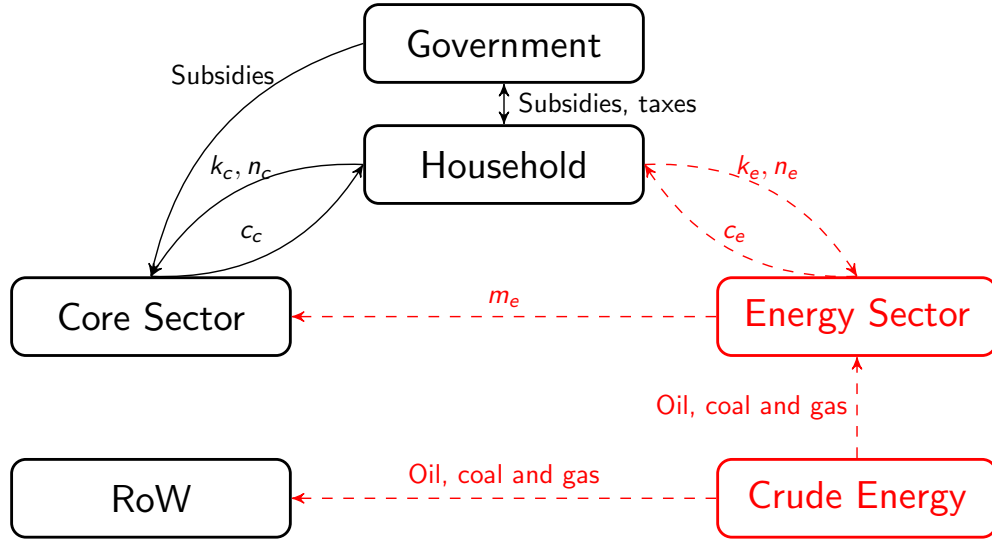 Government
Subsidies
Subsidies, taxes
Household
k_c, n_c
k_e, n_e
c_c
c_e
Core Sector
m_e
Energy Sector
Oil, coal and gas
Oil, coal and gas
RoW
Crude Energy